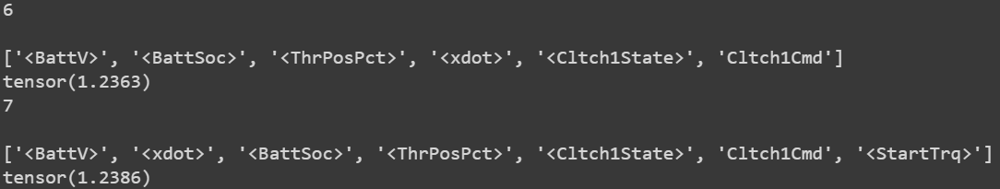 6
['<BattV>', '<BattSoc>', '<ThrPosPct>', '<xdot>', '<Cltch1State>', 'Cltch1Cmd']
tensor(1.2363)
7
['<BattV>', '<xdot>', '<BattSoc>', '<ThrPosPct>', '<Cltch1State>', 'Cltch1Cmd', '<StartTrq>']
tensor(1.2386)